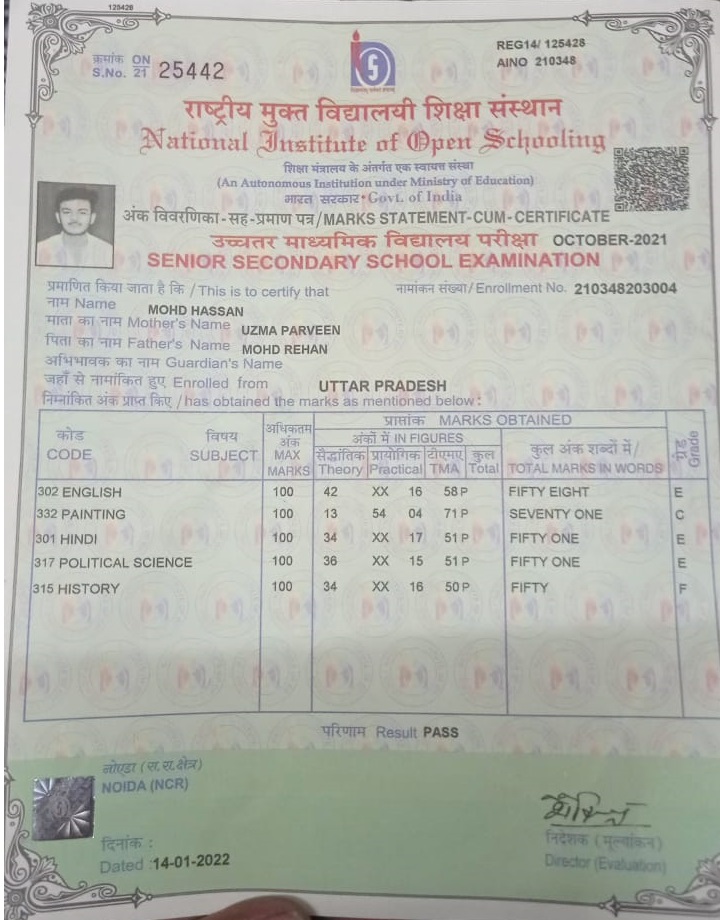 125428
क्रमांक ON
S.No. 21 25442
REG14/ 125428
AINO 210348
राष्ट्रीय मुक्त विद्यालयी शिक्षा संस्थान
National Institute of Open Schooling
शिक्षा मंत्रालय के अंतर्गत एक स्वायत्त संस्था
(An Autonomous Institution under Ministry of Education)
भारत सरकार•Govt. of India
अंक विवरणिका-सह-प्रमाण पत्र/MARKS STATEMENT-CUM-CERTIFICATE
उच्चतर माध्यमिक विद्यालय परीक्षा OCTOBER-2021
SENIOR SECONDARY SCHOOL EXAMINATION
प्रमाणित किया जाता है कि / This is to certify that
नामांकन संख्या/ Enrollment No. 210348203004
नाम Name MOHD HASSAN
माता का नाम Mother's Name UZMA PARVEEN
पिता का नाम Father's Name MOHD REHAN
अभिभावक का नाम Guardian's Name
जहाँ से नामांकित हुए Enrolled from UTTAR PRADESH
निम्नांकित अंक प्राप्त किए / has obtained the marks as mentioned below :
कोड CODE विषय SUBJECT अधिकतम अंक MAX MARKS प्राप्तांक MARKS OBTAINED ग्रेड Grade
अंकों में IN FIGURES कुल अंक शब्दों में/ TOTAL MARKS IN WORDS
सैद्धांतिक Theory प्रायोगिक Practical टीएमए TMA कुल Total
302 ENGLISH 100 42 XX 16 58 P FIFTY EIGHT E
332 PAINTING 100 13 54 04 71 P SEVENTY ONE C
301 HINDI 100 34 XX 17 51 P FIFTY ONE E
317 POLITICAL SCIENCE 100 36 XX 15 51 P FIFTY ONE E
315 HISTORY 100 34 XX 16 50 P FIFTY F
परिणाम Result PASS
नोएडा (रा.रा.क्षेत्र)
NOIDA (NCR)
दिनांक :
Dated :14-01-2022
निदेशक (मूल्यांकन)
Director (Evaluation)